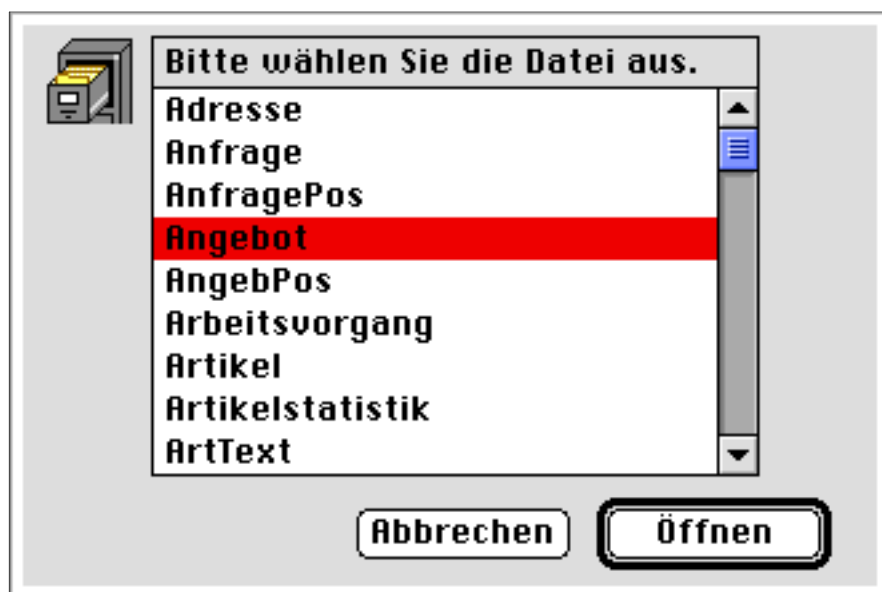 Bitte wählen Sie die Datei aus.
Adresse
Anfrage
AnfragePos
Angebot
AngebPos
Arbeitsvorgang
Artikel
Artikelstatistik
ArtText
Abbrechen Öffnen